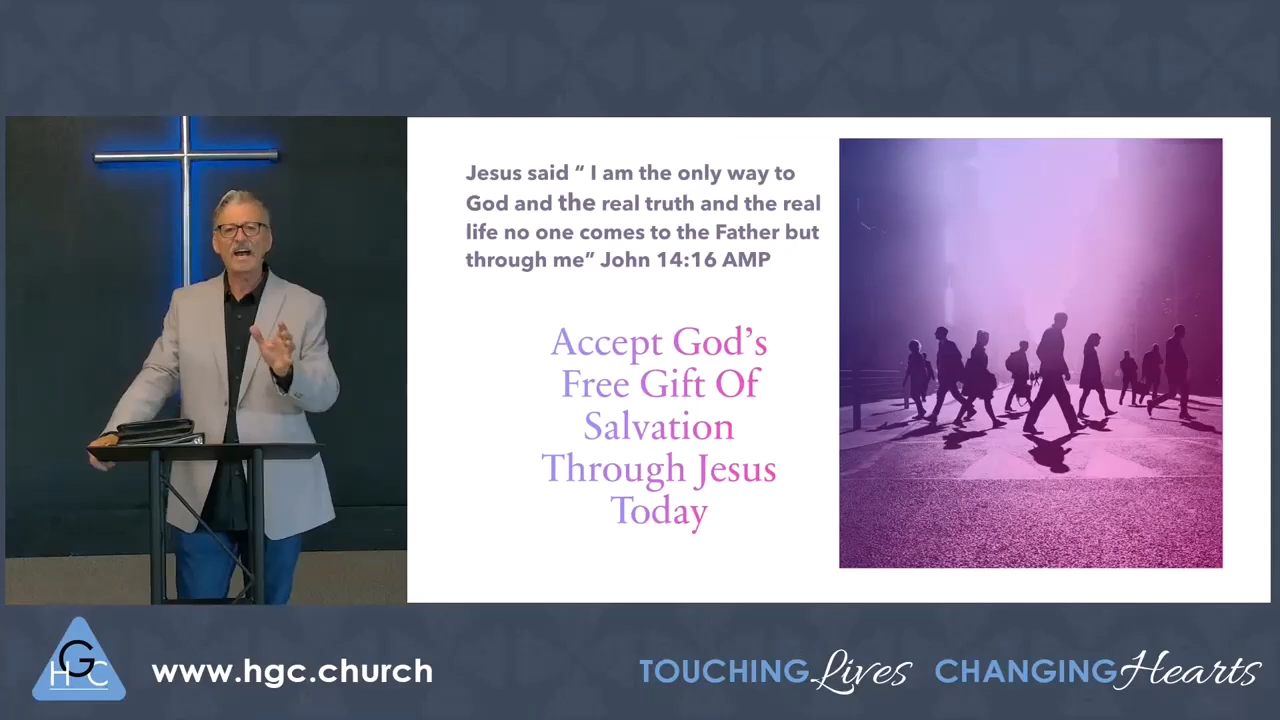 Jesus said “ I am the only way to
God and the real truth and the real
life no one comes to the Father but
through me” John 14:16 AMP
Accept God’s
Free Gift Of
Salvation
Through Jesus
Today
HGC
www.hgc.church
TOUCHING Lives CHANGING Hearts